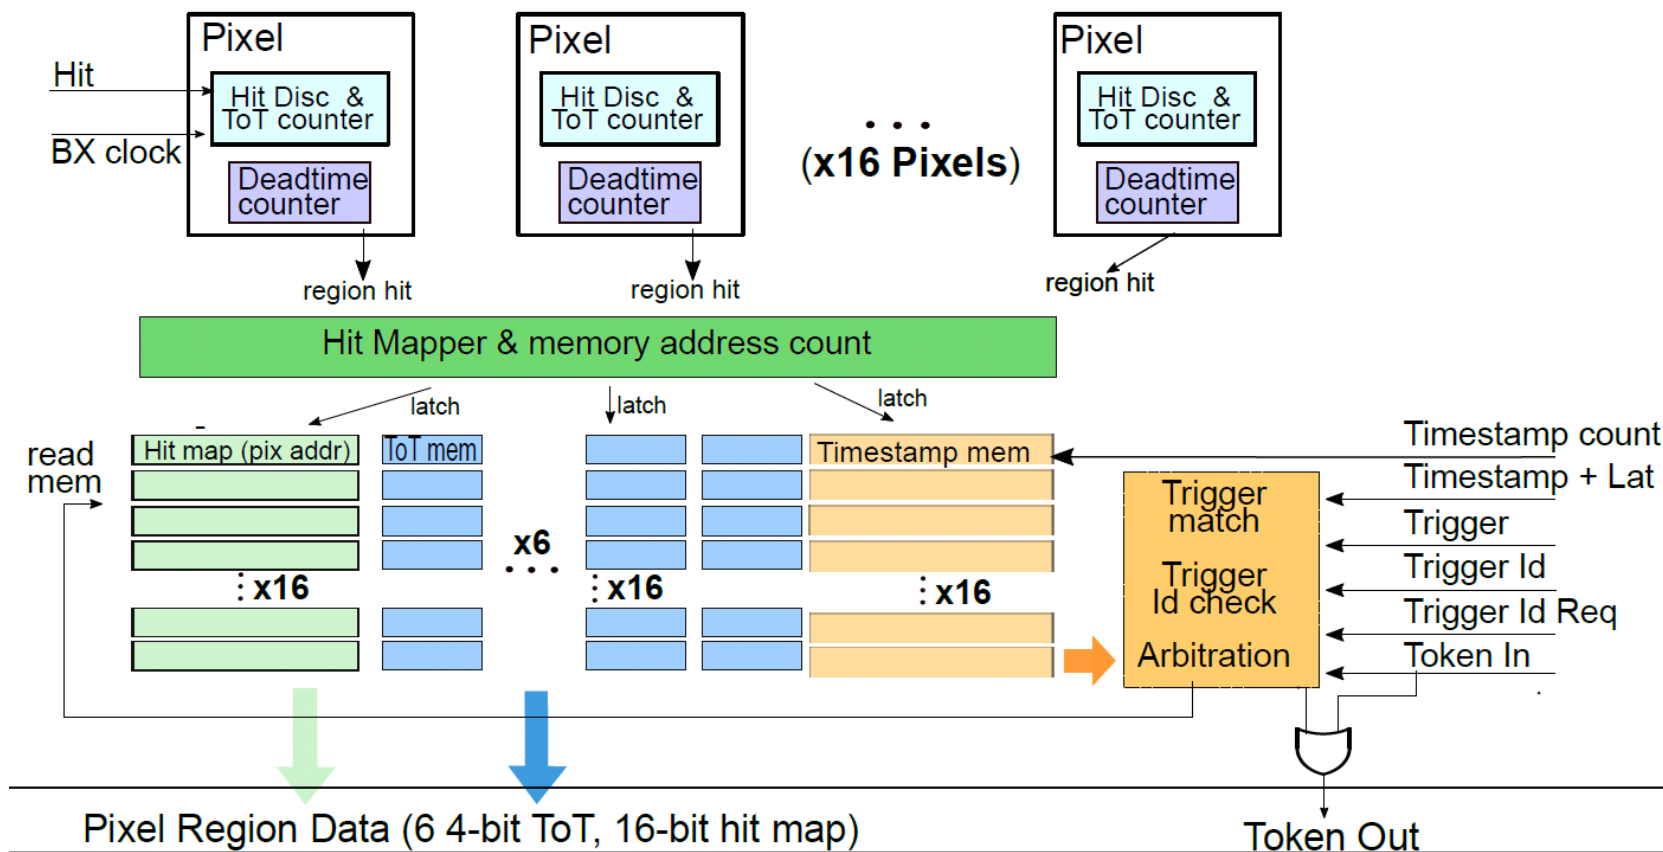 Pixel
Pixel
Pixel
Hit
Hit Disc &
ToT counter
Hit Disc &
ToT counter
Hit Disc &
ToT counter
. . .
BX clock
(x16 Pixels)
Deadtime
counter
Deadtime
counter
Deadtime
counter
region hit
region hit
region hit
Hit Mapper & memory address count
latch
latch
latch
read
mem
Hit map (pix addr)
ToT mem
Timestamp mem
Timestamp count
Timestamp + Lat
Trigger
match
Trigger
x6
Trigger
Id check
Trigger Id
x16
x16
x16
Trigger Id Req
Arbitration
Token In
Pixel Region Data (6 4-bit ToT, 16-bit hit map)
Token Out